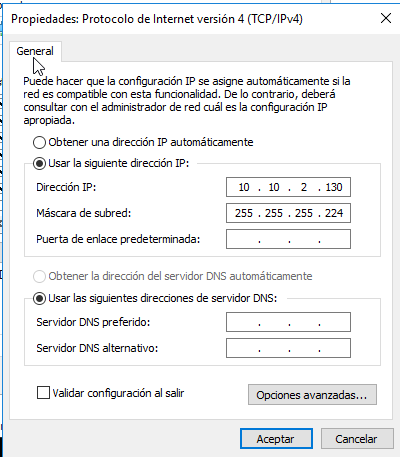 Propiedades: Protocolo de Internet versión 4 (TCP/IPv4)
General
Puede hacer que la configuración IP se asigne automáticamente si la
red es compatible con esta funcionalidad. De lo contrario, deberá
consultar con el administrador de red cuál es la configuración IP
apropiada.
Obtener una dirección IP automáticamente
Usar la siguiente dirección IP:
Dirección IP: 10 . 10 . 2 . 130
Máscara de subred: 255 . 255 . 255 . 224
Puerta de enlace predeterminada: . . .
Obtener la dirección del servidor DNS automáticamente
Usar las siguientes direcciones de servidor DNS:
Servidor DNS preferido: . . .
Servidor DNS alternativo: . . .
Validar configuración al salir
Opciones avanzadas...
Aceptar Cancelar